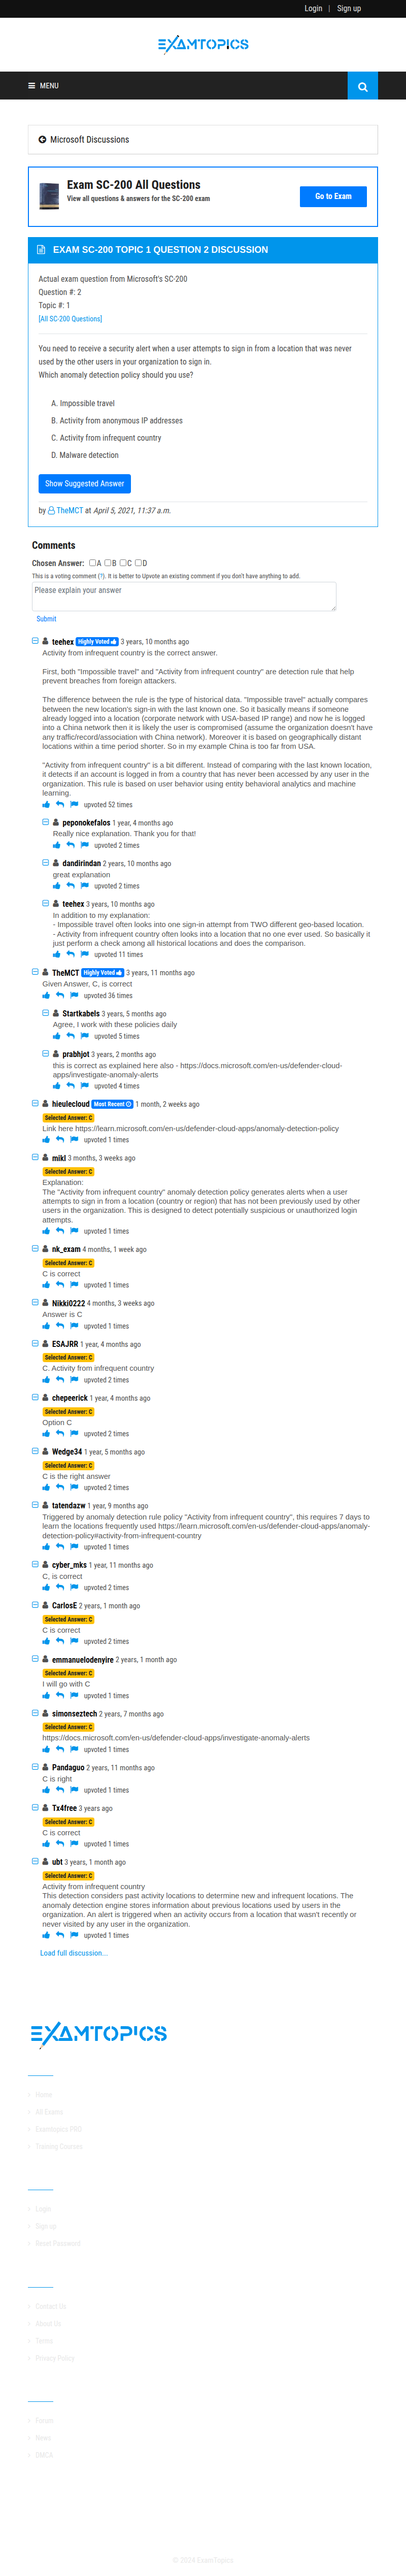 Login | Sign up
EXAMTOPICS
MENU
Microsoft Discussions
Exam SC-200 All Questions
View all questions & answers for the SC-200 exam
Go to Exam
EXAM SC-200 TOPIC 1 QUESTION 2 DISCUSSION
Actual exam question from Microsoft's SC-200
Question #: 2
Topic #: 1
[All SC-200 Questions]
You need to receive a security alert when a user attempts to sign in from a location that was never
used by the other users in your organization to sign in.
Which anomaly detection policy should you use?
A. Impossible travel
B. Activity from anonymous IP addresses
C. Activity from infrequent country
D. Malware detection
Show Suggested Answer
by TheMCT at April 5, 2021, 11:37 a.m.
Comments
Chosen Answer: A B C D
This is a voting comment (?). It is better to Upvote an existing comment if you don't have anything to add.
Please explain your answer
Submit
teehex Highly Voted 3 years, 10 months ago
Activity from infrequent country is the correct answer.
First, both "Impossible travel" and "Activity from infrequent country" are detection rule that help
prevent breaches from foreign attackers.
The difference between the rule is the type of historical data. "Impossible travel" actually compares
between the new location's sign-in with the last known one. So it basically means if someone
already logged into a location (corporate network with USA-based IP range) and now he is logged
into a China network then it is likely the user is compromised (assume the organization doesn't have
any traffic/record/association with China network). Moreover it is based on geographically distant
locations within a time period shorter. So in my example China is too far from USA.
"Activity from infrequent country" is a bit different. Instead of comparing with the last known location,
it detects if an account is logged in from a country that has never been accessed by any user in the
organization. This rule is based on user behavior using entity behavioral analytics and machine
learning.
upvoted 52 times
peponokefalos 1 year, 4 months ago
Really nice explanation. Thank you for that!
upvoted 2 times
dandirindan 2 years, 10 months ago
great explanation
upvoted 2 times
teehex 3 years, 10 months ago
In addition to my explanation:
- Impossible travel often looks into one sign-in attempt from TWO different geo-based location.
- Activity from infrequent country often looks into a location that no one ever used. So basically it
just perform a check among all historical locations and does the comparison.
upvoted 11 times
TheMCT Highly Voted 3 years, 11 months ago
Given Answer, C, is correct
upvoted 36 times
Startkabels 3 years, 5 months ago
Agree, I work with these policies daily
upvoted 5 times
prabhjot 3 years, 2 months ago
this is correct as explained here also - https://docs.microsoft.com/en-us/defender-cloud-
apps/investigate-anomaly-alerts
upvoted 4 times
hieulecloud Most Recent 1 month, 2 weeks ago
Selected Answer: C
Link here https://learn.microsoft.com/en-us/defender-cloud-apps/anomaly-detection-policy
upvoted 1 times
mikl 3 months, 3 weeks ago
Selected Answer: C
Explanation:
The "Activity from infrequent country" anomaly detection policy generates alerts when a user
attempts to sign in from a location (country or region) that has not been previously used by other
users in the organization. This is designed to detect potentially suspicious or unauthorized login
attempts.
upvoted 1 times
nk_exam 4 months, 1 week ago
Selected Answer: C
C is correct
upvoted 1 times
Nikki0222 4 months, 3 weeks ago
Answer is C
upvoted 1 times
ESAJRR 1 year, 4 months ago
Selected Answer: C
C. Activity from infrequent country
upvoted 2 times
chepeerick 1 year, 4 months ago
Selected Answer: C
Option C
upvoted 2 times
Wedge34 1 year, 5 months ago
Selected Answer: C
C is the right answer
upvoted 2 times
tatendazw 1 year, 9 months ago
Triggered by anomaly detection rule policy "Activity from infrequent country", this requires 7 days to
learn the locations frequently used https://learn.microsoft.com/en-us/defender-cloud-apps/anomaly-
detection-policy#activity-from-infrequent-country
upvoted 1 times
cyber_mks 1 year, 11 months ago
C, is correct
upvoted 2 times
CarlosE 2 years, 1 month ago
Selected Answer: C
C is correct
upvoted 2 times
emmanuelodenyire 2 years, 1 month ago
Selected Answer: C
I will go with C
upvoted 1 times
simonseztech 2 years, 7 months ago
Selected Answer: C
https://docs.microsoft.com/en-us/defender-cloud-apps/investigate-anomaly-alerts
upvoted 1 times
Pandaguo 2 years, 11 months ago
C is right
upvoted 1 times
Tx4free 3 years ago
Selected Answer: C
C is correct
upvoted 1 times
ubt 3 years, 1 month ago
Selected Answer: C
Activity from infrequent country
This detection considers past activity locations to determine new and infrequent locations. The
anomaly detection engine stores information about previous locations used by users in the
organization. An alert is triggered when an activity occurs from a location that wasn't recently or
never visited by any user in the organization.
upvoted 1 times
Load full discussion...
EXAMTOPICS
Home
All Exams
Examtopics PRO
Training Courses
Login
Sign up
Reset Password
Contact Us
About Us
Terms
Privacy Policy
Forum
News
DMCA
© 2024 ExamTopics